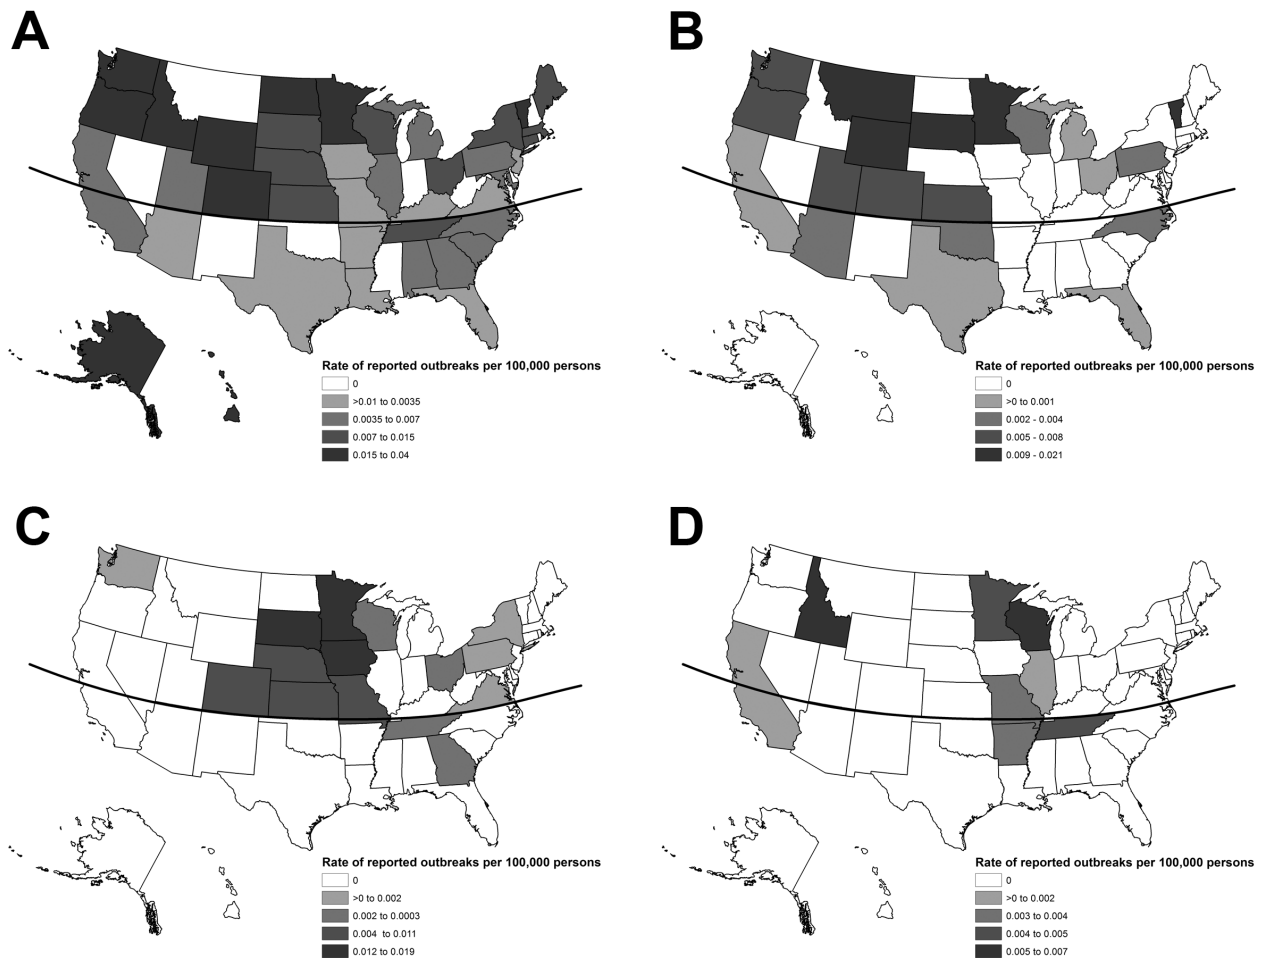 A
B
Rate of reported outbreaks per 100,000 persons
0
>0.01 to 0.0035
0.0035 to 0.007
0.007 to 0.015
0.015 to 0.04
Rate of reported outbreaks per 100,000 persons
0
>0 to 0.001
0.002 - 0.004
0.005 - 0.008
0.009 - 0.021
C
D
Rate of reported outbreaks per 100,000 persons
0
>0 to 0.002
0.002 to 0.0003
0.004 to 0.011
0.012 to 0.019
Rate of reported outbreaks per 100,000 persons
0
>0 to 0.002
0.003 to 0.004
0.004 to 0.005
0.005 to 0.007